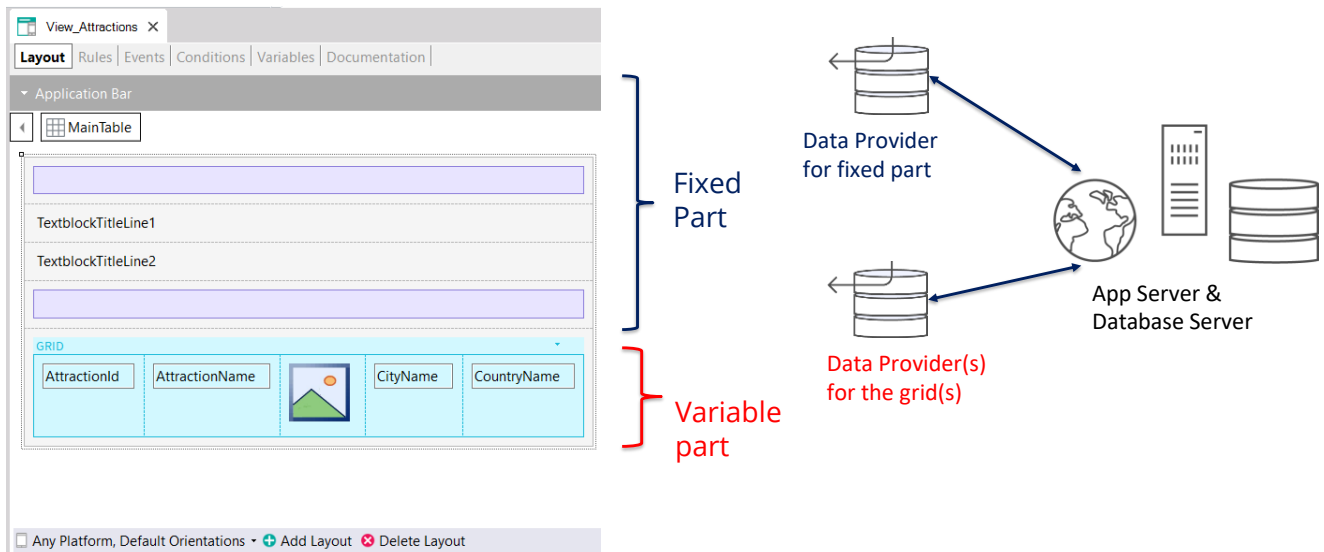 View_Attractions
Layout Rules Events Conditions Variables Documentation
Application Bar
MainTable
TextblockTitleLine1
TextblockTitleLine2
GRID
AttractionId AttractionName CityName CountryName
Any Platform, Default Orientations Add Layout Delete Layout
Fixed
Part
Variable
part
Data Provider
for fixed part
Data Provider(s)
for the grid(s)
App Server &
Database Server